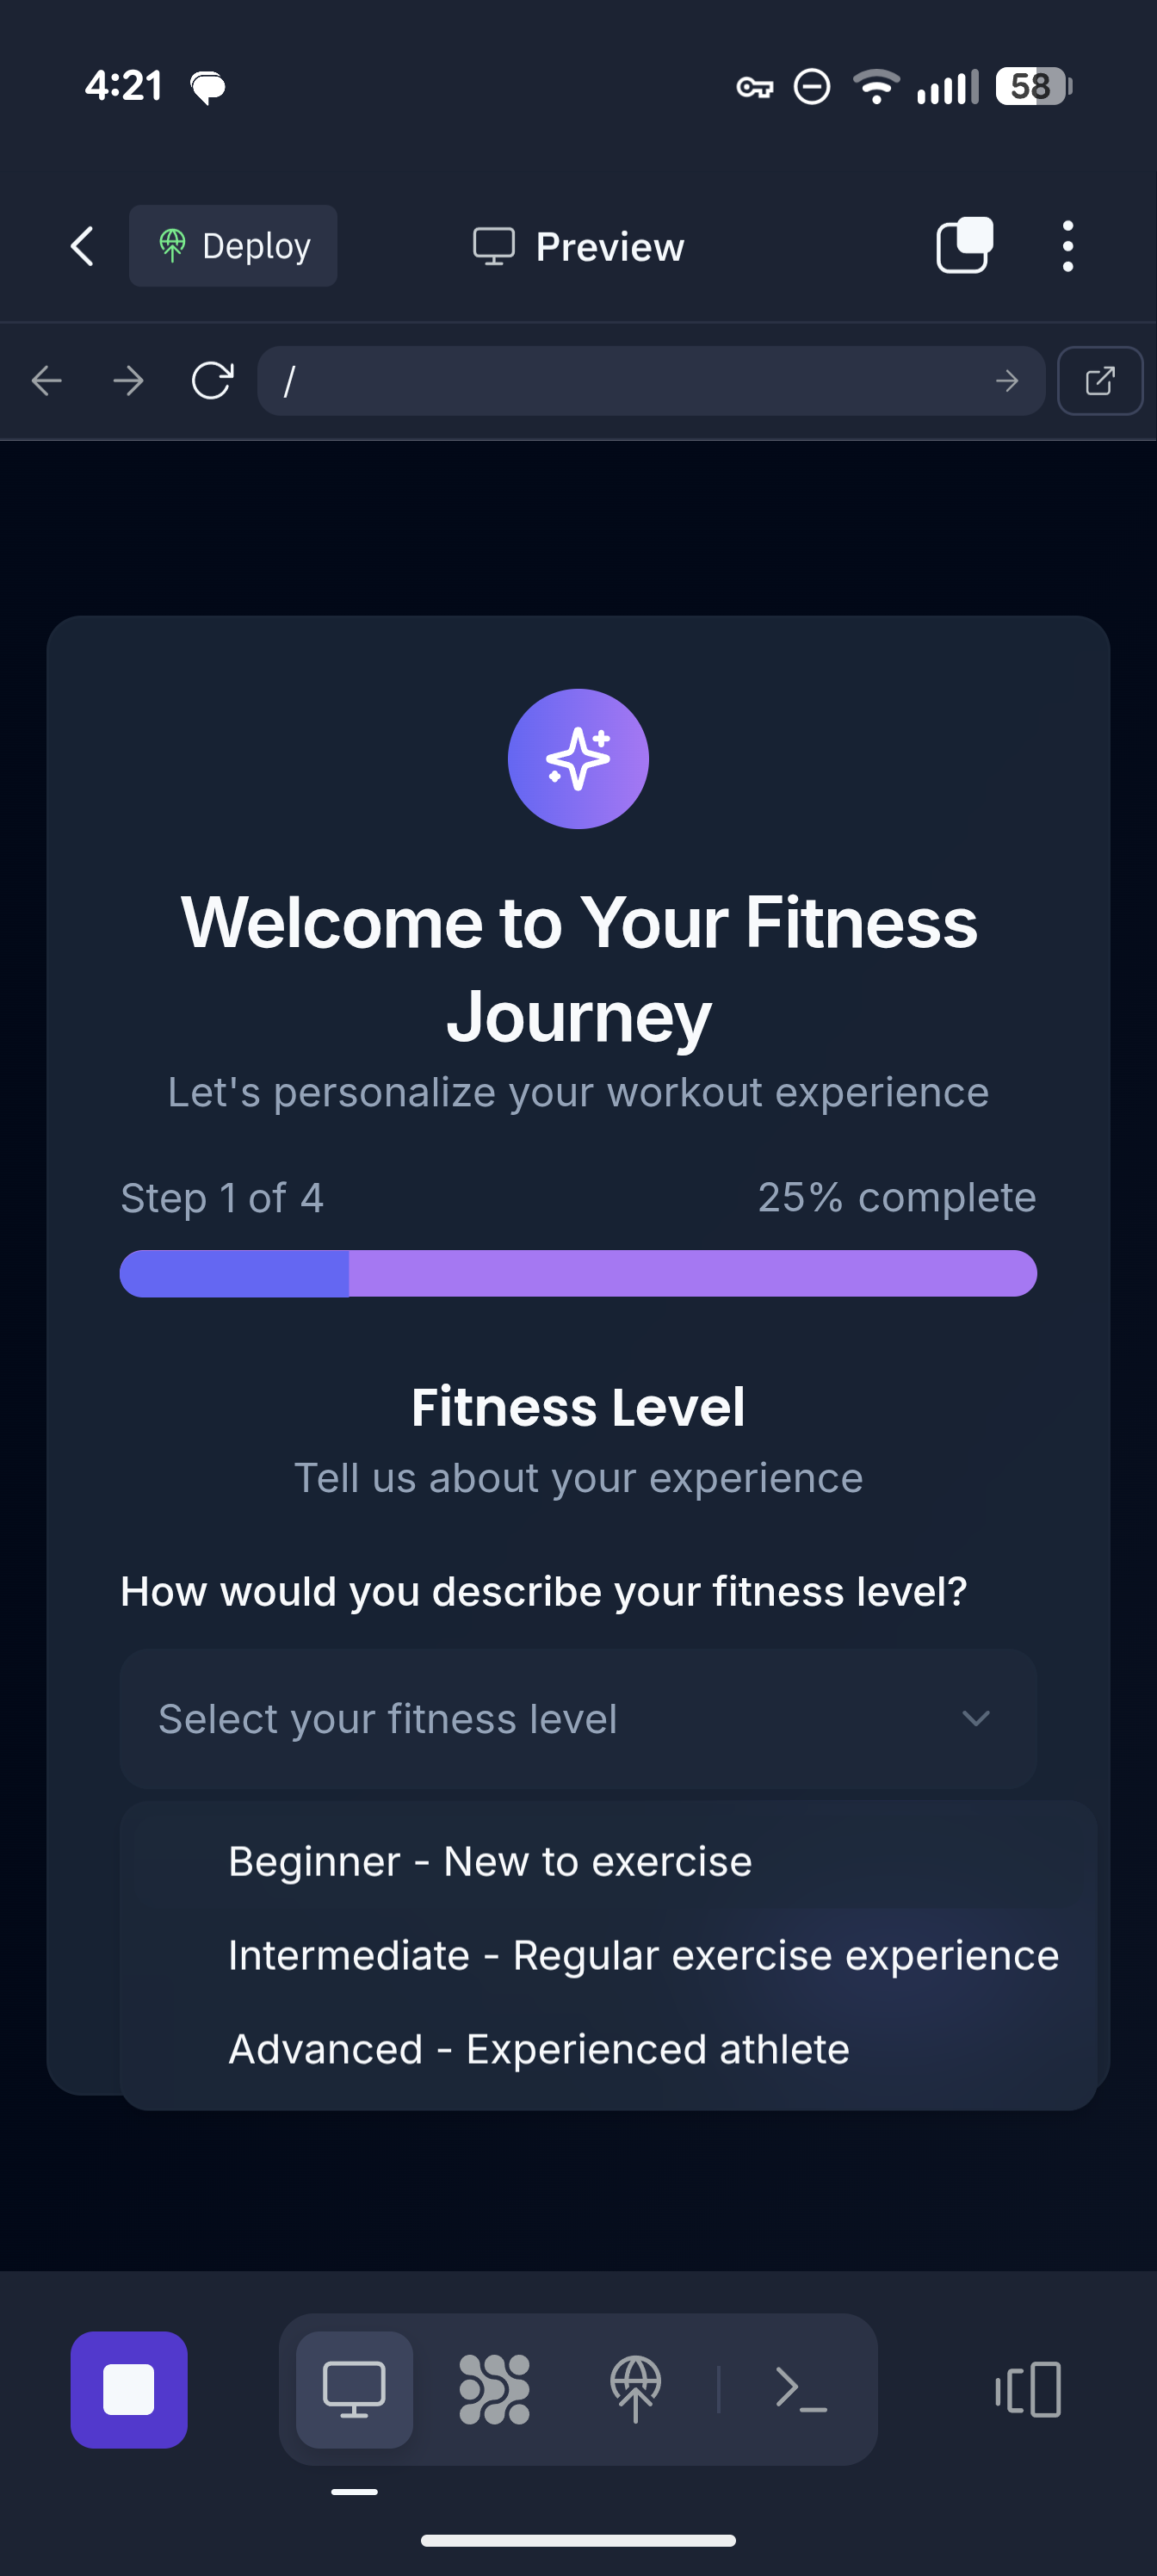 4:21
58
Deploy
Preview
/
Welcome to Your Fitness
Journey
Let's personalize your workout experience
Step 1 of 4
25% complete
Fitness Level
Tell us about your experience
How would you describe your fitness level?
Select your fitness level
Beginner - New to exercise
Intermediate - Regular exercise experience
Advanced - Experienced athlete